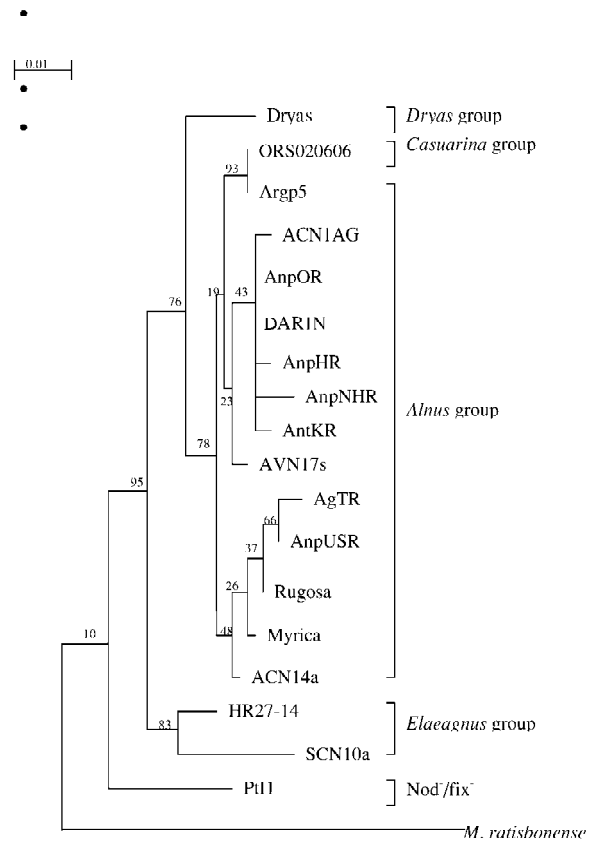 0.01
Dryas Dryas group
ORS020606 Casuarina group
93
Argp5
ACN1AG
AnpOR
19 43
76
DAR1N
AnpHR
AnpNHR
23 Alnus group
AntKR
78
AVN17s
95
AgTR
66
AnpUSR
37
26 Rugosa
10 48 Myrica
ACN14a
HR27-14
83 Elaeagnus group
SCN10a
PtI1 Nod⁻/fix⁻
M. ratisbonense